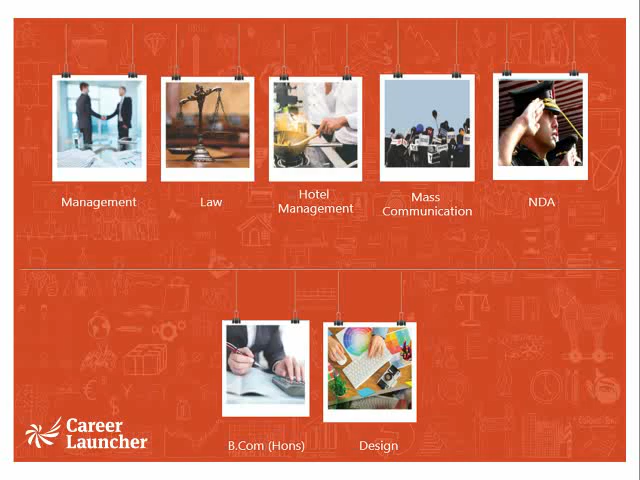 Management
Law
Hotel
Management
Mass
Communication
NDA
B.Com (Hons)
Design
Career
Launcher